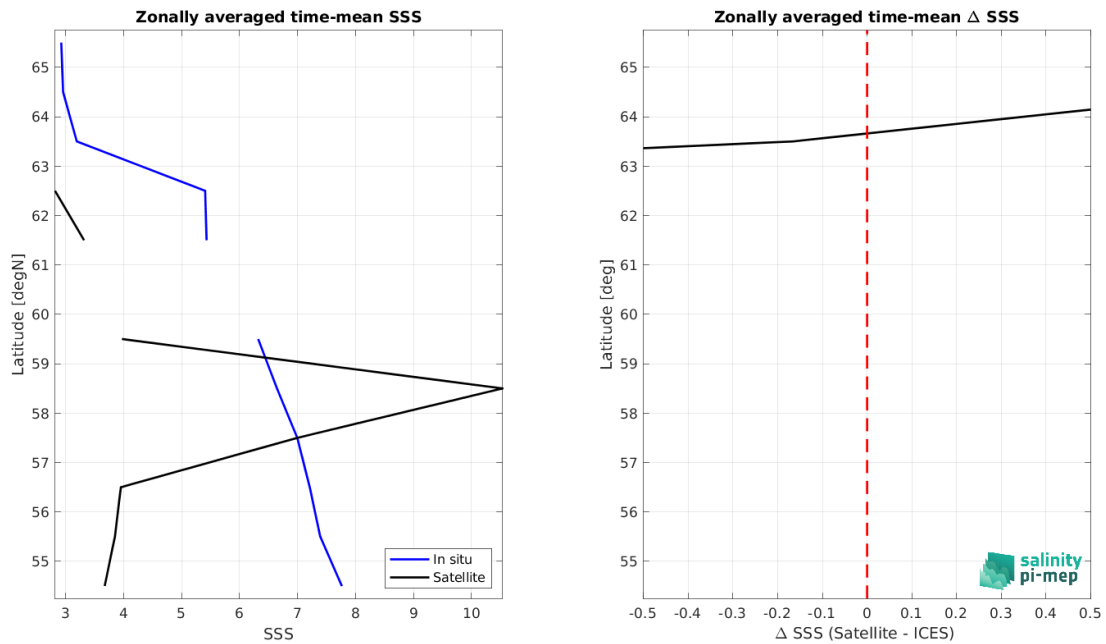 Zonally averaged time-mean SSS
65
64
63
62
61
60
59
58
57
56
55
Latitude [degN]
3 4 5 6 7 8 9 10
SSS
In situ
Satellite
Zonally averaged time-mean Δ SSS
65
64
63
62
61
60
59
58
57
56
55
Latitude [deg]
-0.5 -0.4 -0.3 -0.2 -0.1 0 0.1 0.2 0.3 0.4 0.5
Δ SSS (Satellite - ICES)
salinity
pi-mep